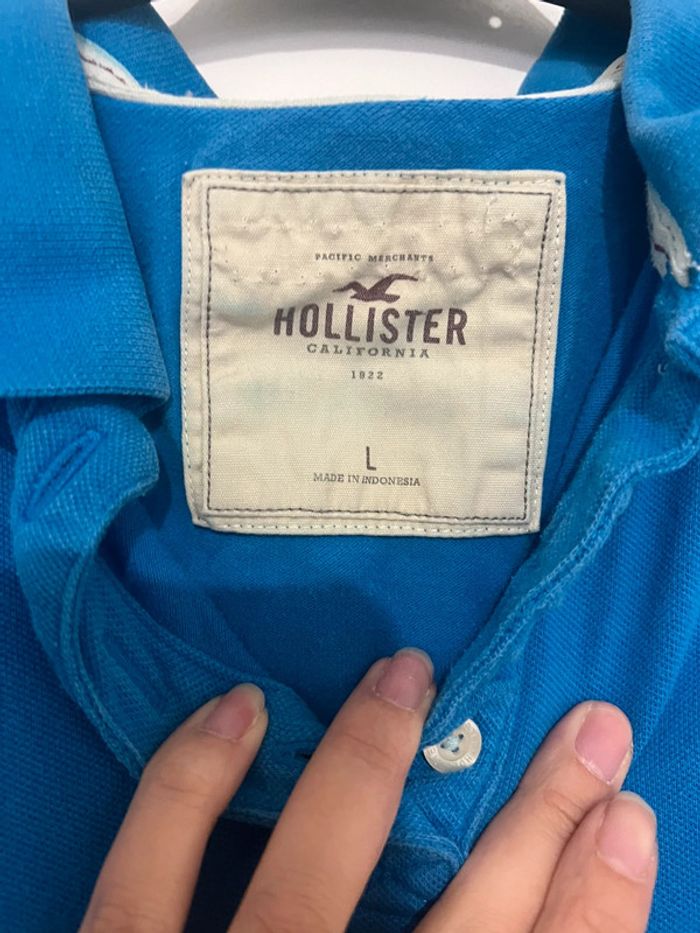 PACIFIC MERCHANTS
HOLLISTER
CALIFORNIA
1922
L
MADE IN INDONESIA